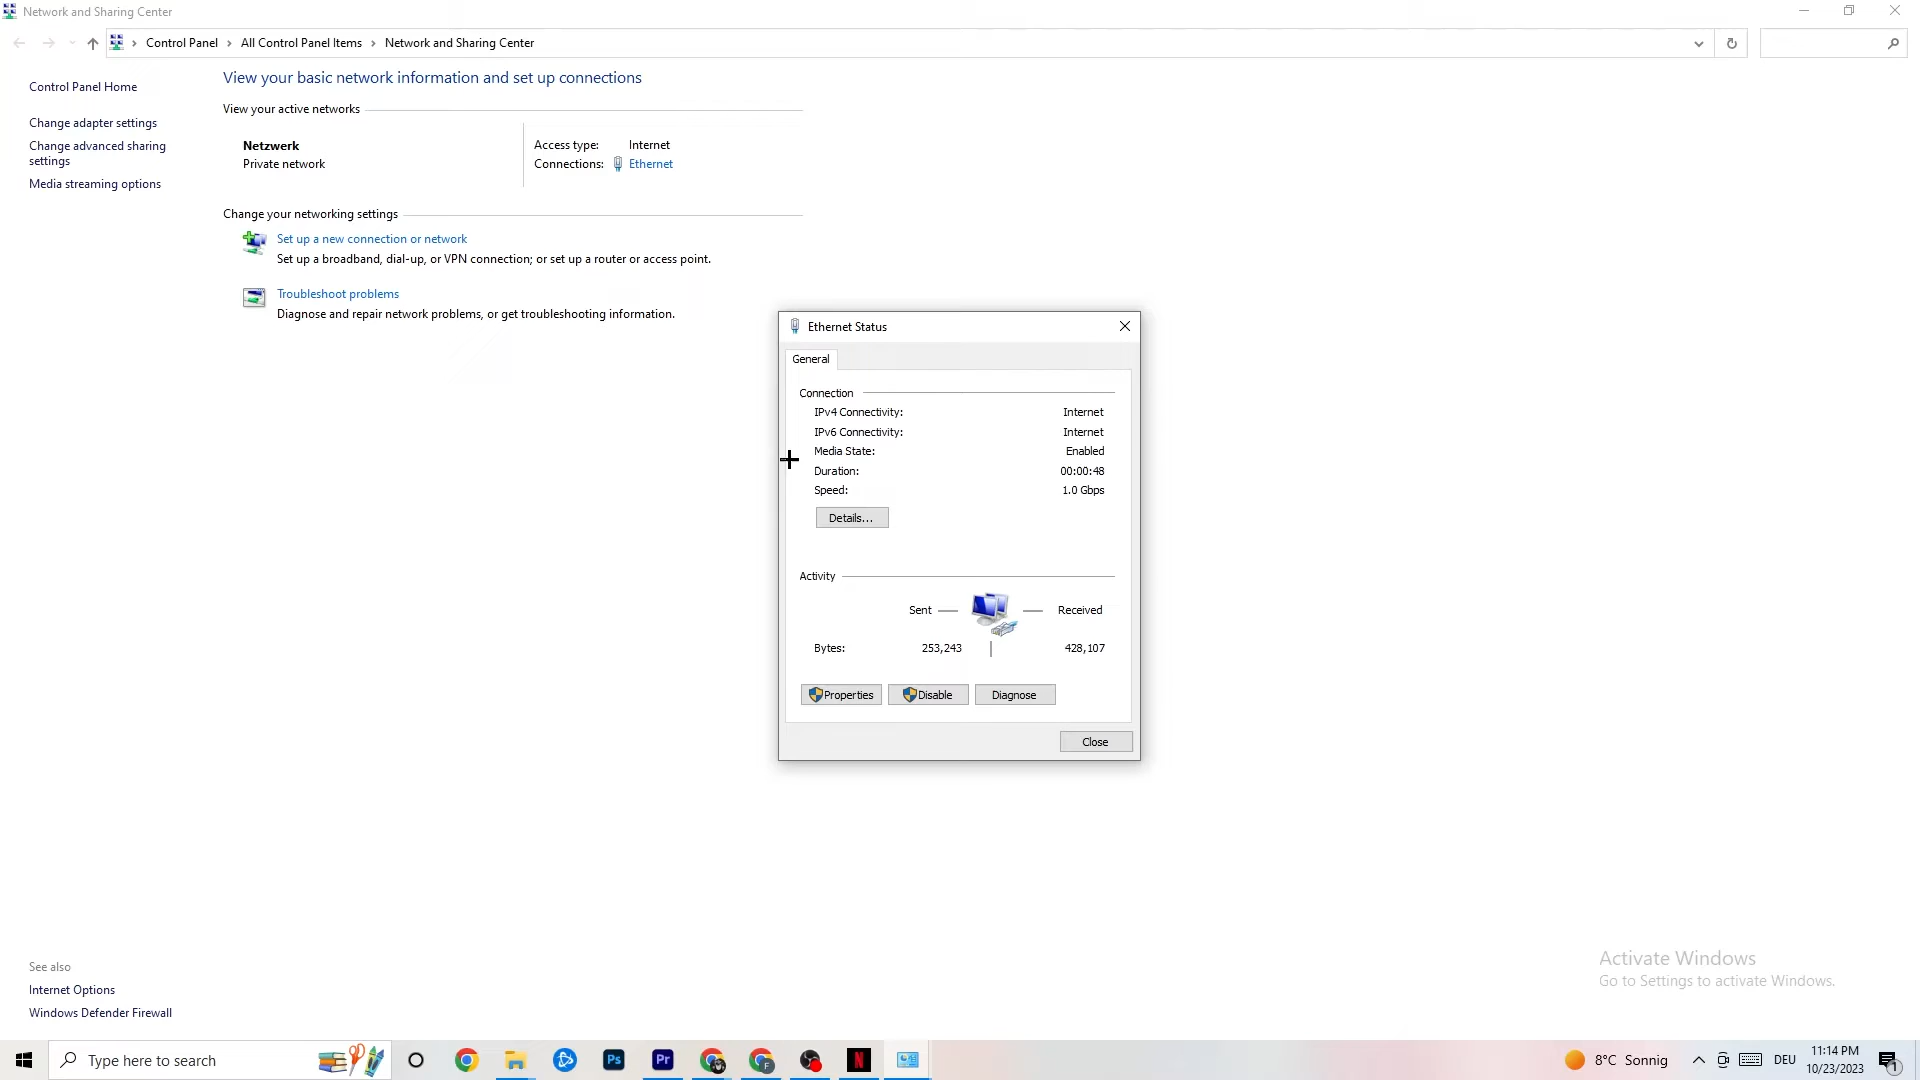 Network and Sharing Center
Control Panel > All Control Panel Items > Network and Sharing Center
Control Panel Home
Change adapter settings
Change advanced sharing
settings
Media streaming options
View your basic network information and set up connections
View your active networks
Netzwerk
Private network
Access type: Internet
Connections: Ethernet
Change your networking settings
Set up a new connection or network
Set up a broadband, dial-up, or VPN connection; or set up a router or access point.
Troubleshoot problems
Diagnose and repair network problems, or get troubleshooting information.
Ethernet Status
General
Connection
IPv4 Connectivity: Internet
IPv6 Connectivity: Internet
Media State: Enabled
Duration: 00:00:48
Speed: 1.0 Gbps
Details...
Activity
Sent — — Received
Bytes: 253,243 | 428,107
Properties Disable Diagnose
Close
See also
Internet Options
Windows Defender Firewall
Activate Windows
Go to Settings to activate Windows.
Type here to search
Ps
Pr
F
N
8°C Sonnig
DEU
11:14 PM
10/23/2023
1